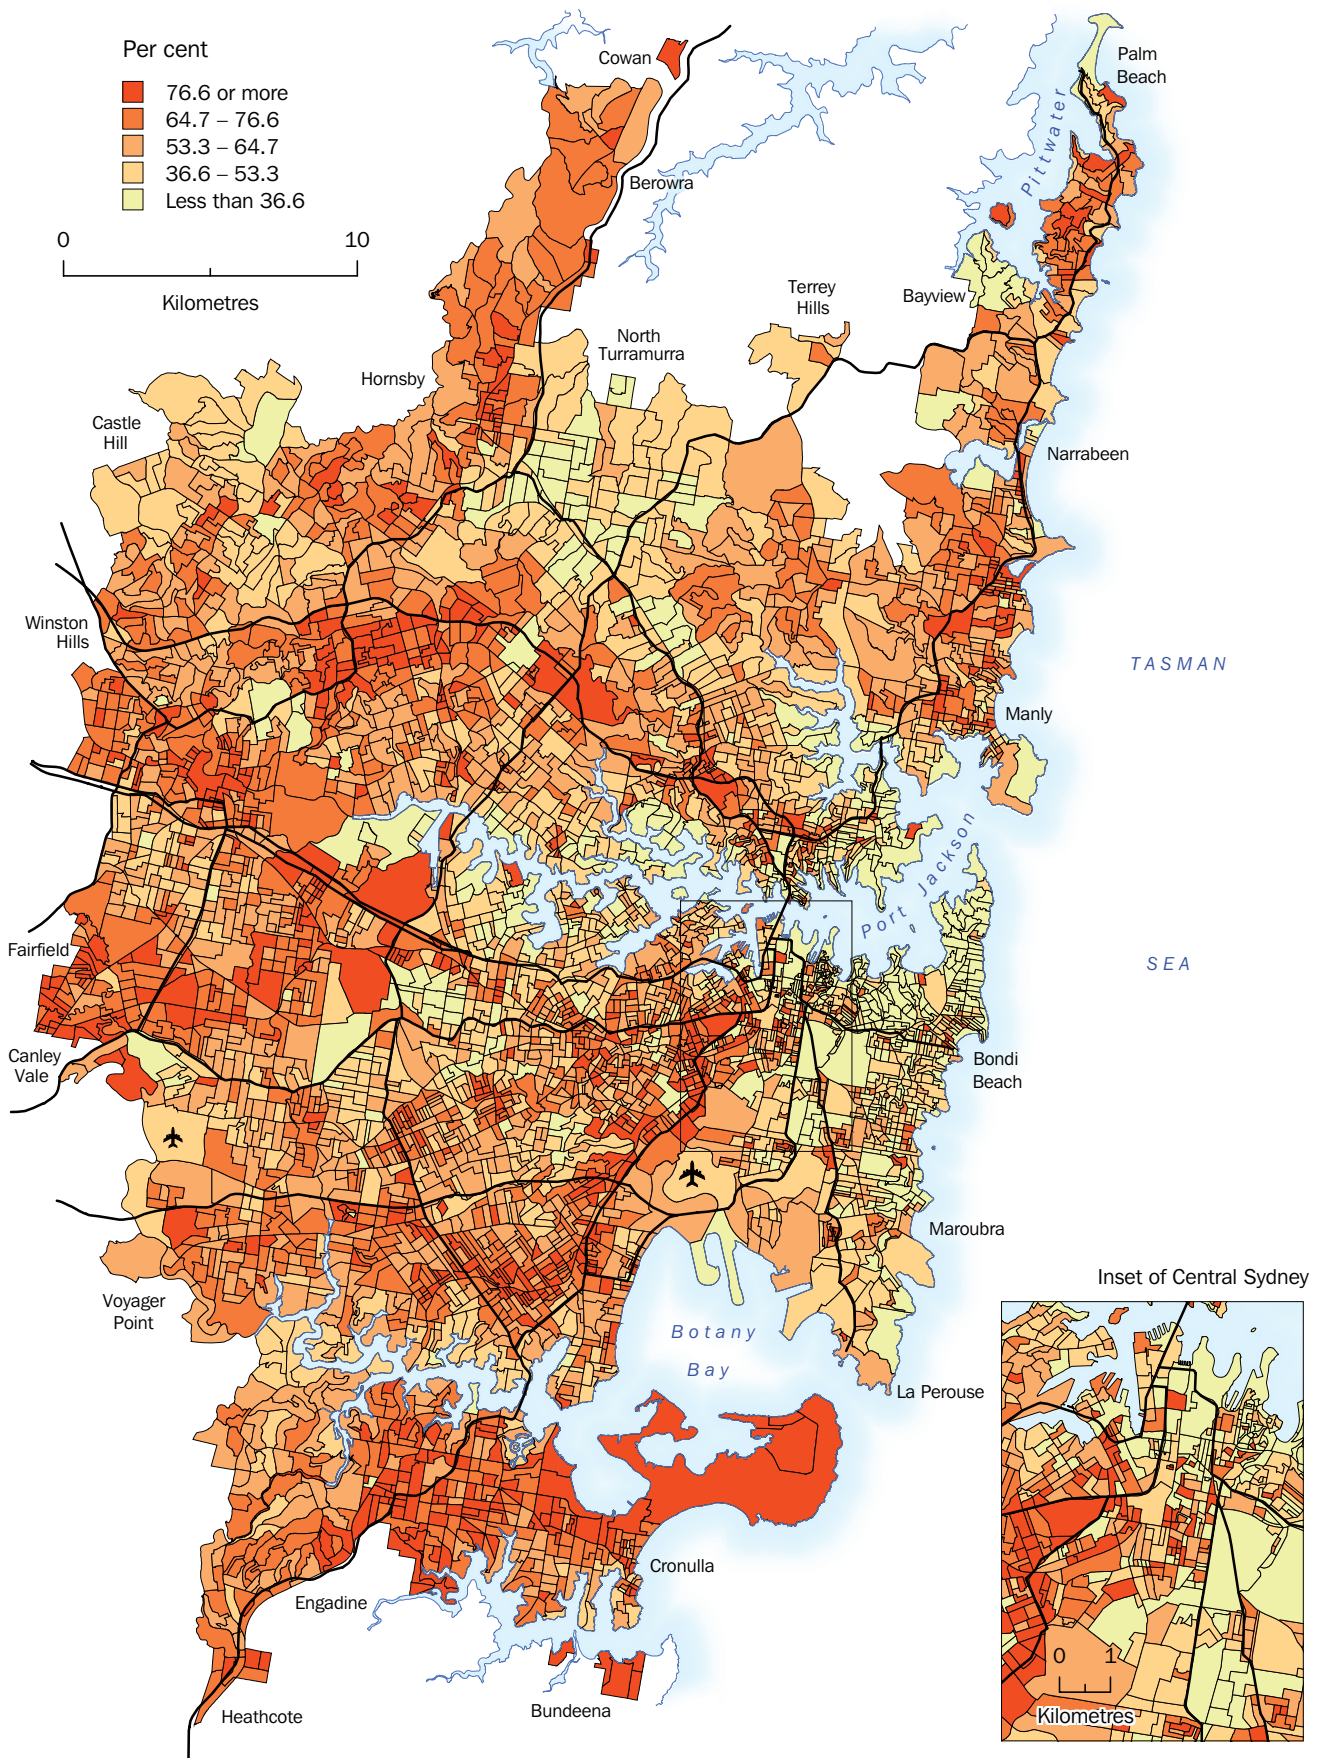 Per cent
76.6 or more
64.7 – 76.6
53.3 – 64.7
36.6 – 53.3
Less than 36.6
0 10
Kilometres
Cowan
Palm
Beach
Pittwater
Berowra
Terrey
Hills
Bayview
North
Turramurra
Hornsby
Castle
Hill
Narrabeen
Winston
Hills
TASMAN
Manly
Port Jackson
Fairfield
SEA
Canley
Vale
Bondi
Beach
Maroubra
Voyager
Point
Botany
Bay
La Perouse
Cronulla
Engadine
Bundeena
Heathcote
Inset of Central Sydney
0 1
Kilometres